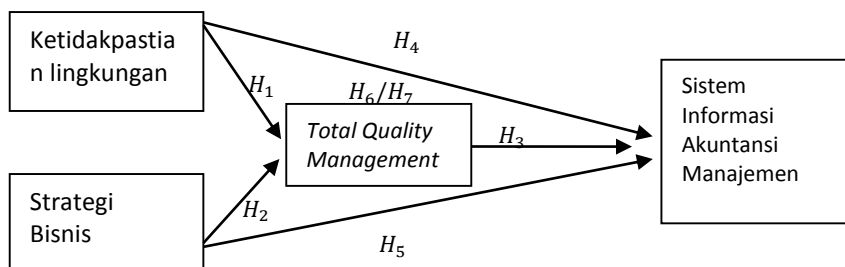 Ketidakpastia
n lingkungan
H₄
H₁
H₆/H₇
Total Quality
Management
H₃
Sistem
Informasi
Akuntansi
Manajemen
Strategi
Bisnis
H₂
H₅